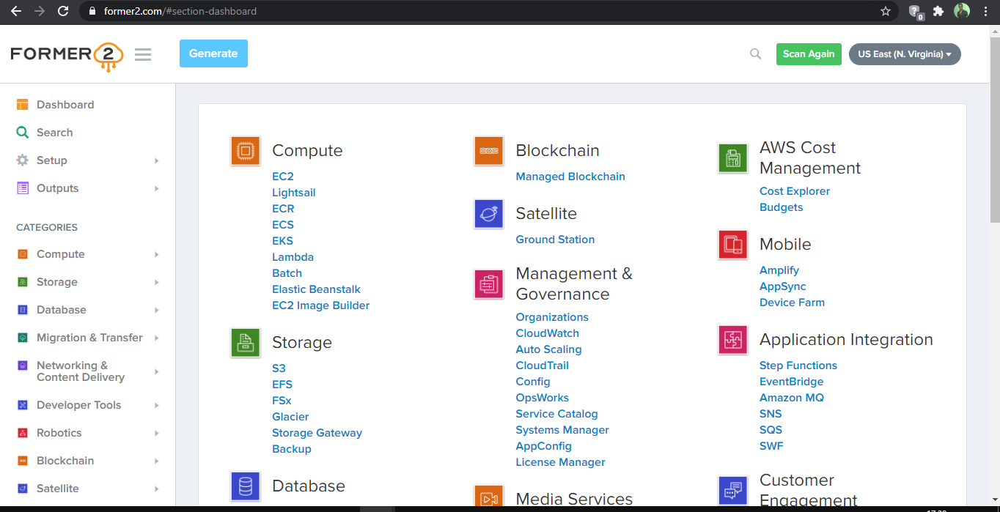 former2.com/#section-dashboard
0
FORMER 2
Generate
Scan Again
US East (N. Virginia)
Dashboard
Search
Setup
Outputs
CATEGORIES
Compute
Storage
Database
Migration & Transfer
Networking &
Content Delivery
Developer Tools
Robotics
Blockchain
Satellite
Compute
EC2
Lightsail
ECR
ECS
EKS
Lambda
Batch
Elastic Beanstalk
EC2 Image Builder
Storage
S3
EFS
FSx
Glacier
Storage Gateway
Backup
Database
Blockchain
Managed Blockchain
Satellite
Ground Station
Management &
Governance
Organizations
CloudWatch
Auto Scaling
CloudTrail
Config
OpsWorks
Service Catalog
Systems Manager
AppConfig
License Manager
Media Services
AWS Cost
Management
Cost Explorer
Budgets
Mobile
Amplify
AppSync
Device Farm
Application Integration
Step Functions
EventBridge
Amazon MQ
SNS
SQS
SWF
Customer
Engagement